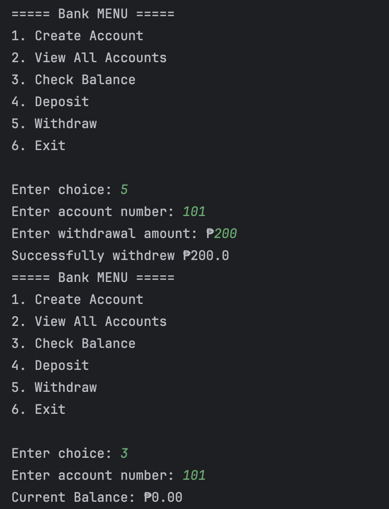 ===== Bank MENU =====
1. Create Account
2. View All Accounts
3. Check Balance
4. Deposit
5. Withdraw
6. Exit
Enter choice: 5
Enter account number: 101
Enter withdrawal amount: ₱200
Successfully withdrew ₱200.0
===== Bank MENU =====
1. Create Account
2. View All Accounts
3. Check Balance
4. Deposit
5. Withdraw
6. Exit
Enter choice: 3
Enter account number: 101
Current Balance: ₱0.00